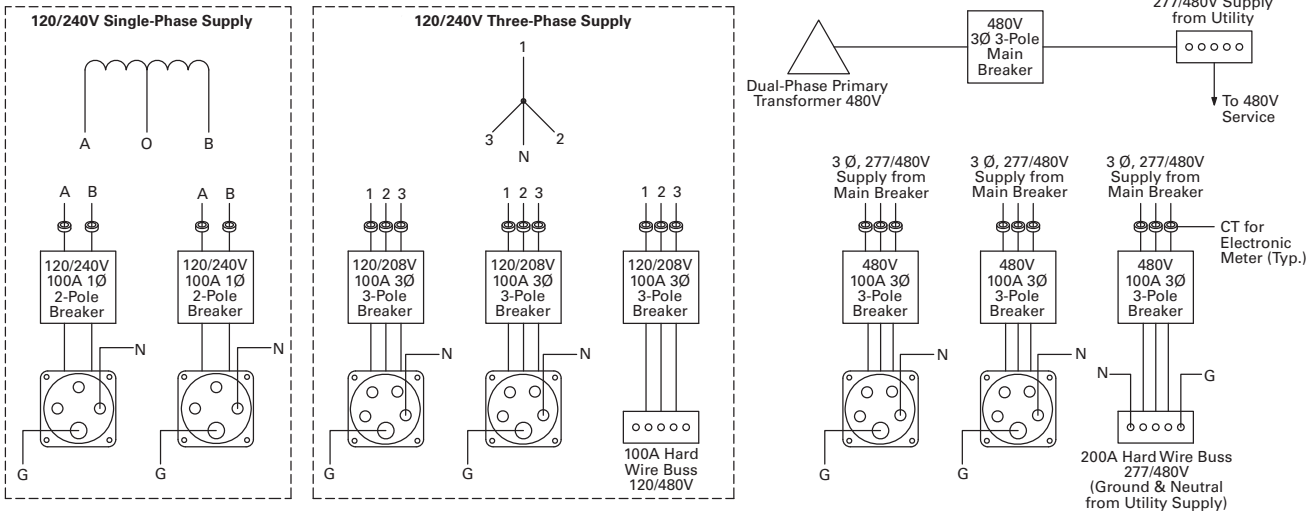 120/240V Single-Phase Supply
A
O
B
A B
A B
120/240V
100A 1Ø
2-Pole
Breaker
120/240V
100A 1Ø
2-Pole
Breaker
N
N
G
G
120/240V Three-Phase Supply
1
3
2
N
1 2 3
1 2 3
1 2 3
120/208V
100A 3Ø
3-Pole
Breaker
120/208V
100A 3Ø
3-Pole
Breaker
120/208V
100A 3Ø
3-Pole
Breaker
N
N
G
G
100A Hard
Wire Buss
120/480V
Dual-Phase Primary
Transformer 480V
480V
3Ø 3-Pole
Main
Breaker
277/480V Supply
from Utility
To 480V
Service
3 Ø, 277/480V
Supply from
Main Breaker
3 Ø, 277/480V
Supply from
Main Breaker
3 Ø, 277/480V
Supply from
Main Breaker
CT for
Electronic
Meter (Typ.)
480V
100A 3Ø
3-Pole
Breaker
480V
100A 3Ø
3-Pole
Breaker
480V
100A 3Ø
3-Pole
Breaker
N
N
N
G
G
G
200A Hard Wire Buss
277/480V
(Ground & Neutral
from Utility Supply)